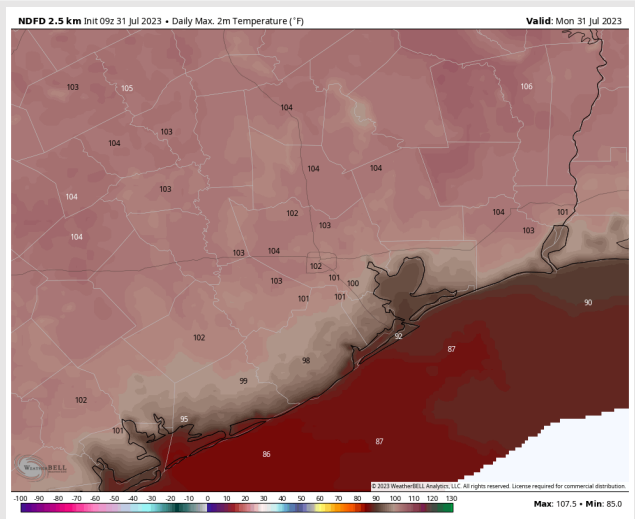 NDFD 2.5 km Init 09z 31 Jul 2023 • Daily Max. 2m Temperature (°F) Valid: Mon 31 Jul 2023
103 105 106
104
103
104
104 104
103
104
102 104 101
103 103
104
103 104
102
103 101 100
101 101
90
92
102
87
98
99
102
95
101
87
86
WeatherBELL
© 2023 WeatherBELL Analytics, LLC. All rights reserved. License required for commercial distribution.
-100 -90 -80 -70 -60 -50 -40 -30 -20 -10 0 10 20 30 40 50 60 70 80 90 100 110 120 130
Max: 107.5 • Min: 85.0